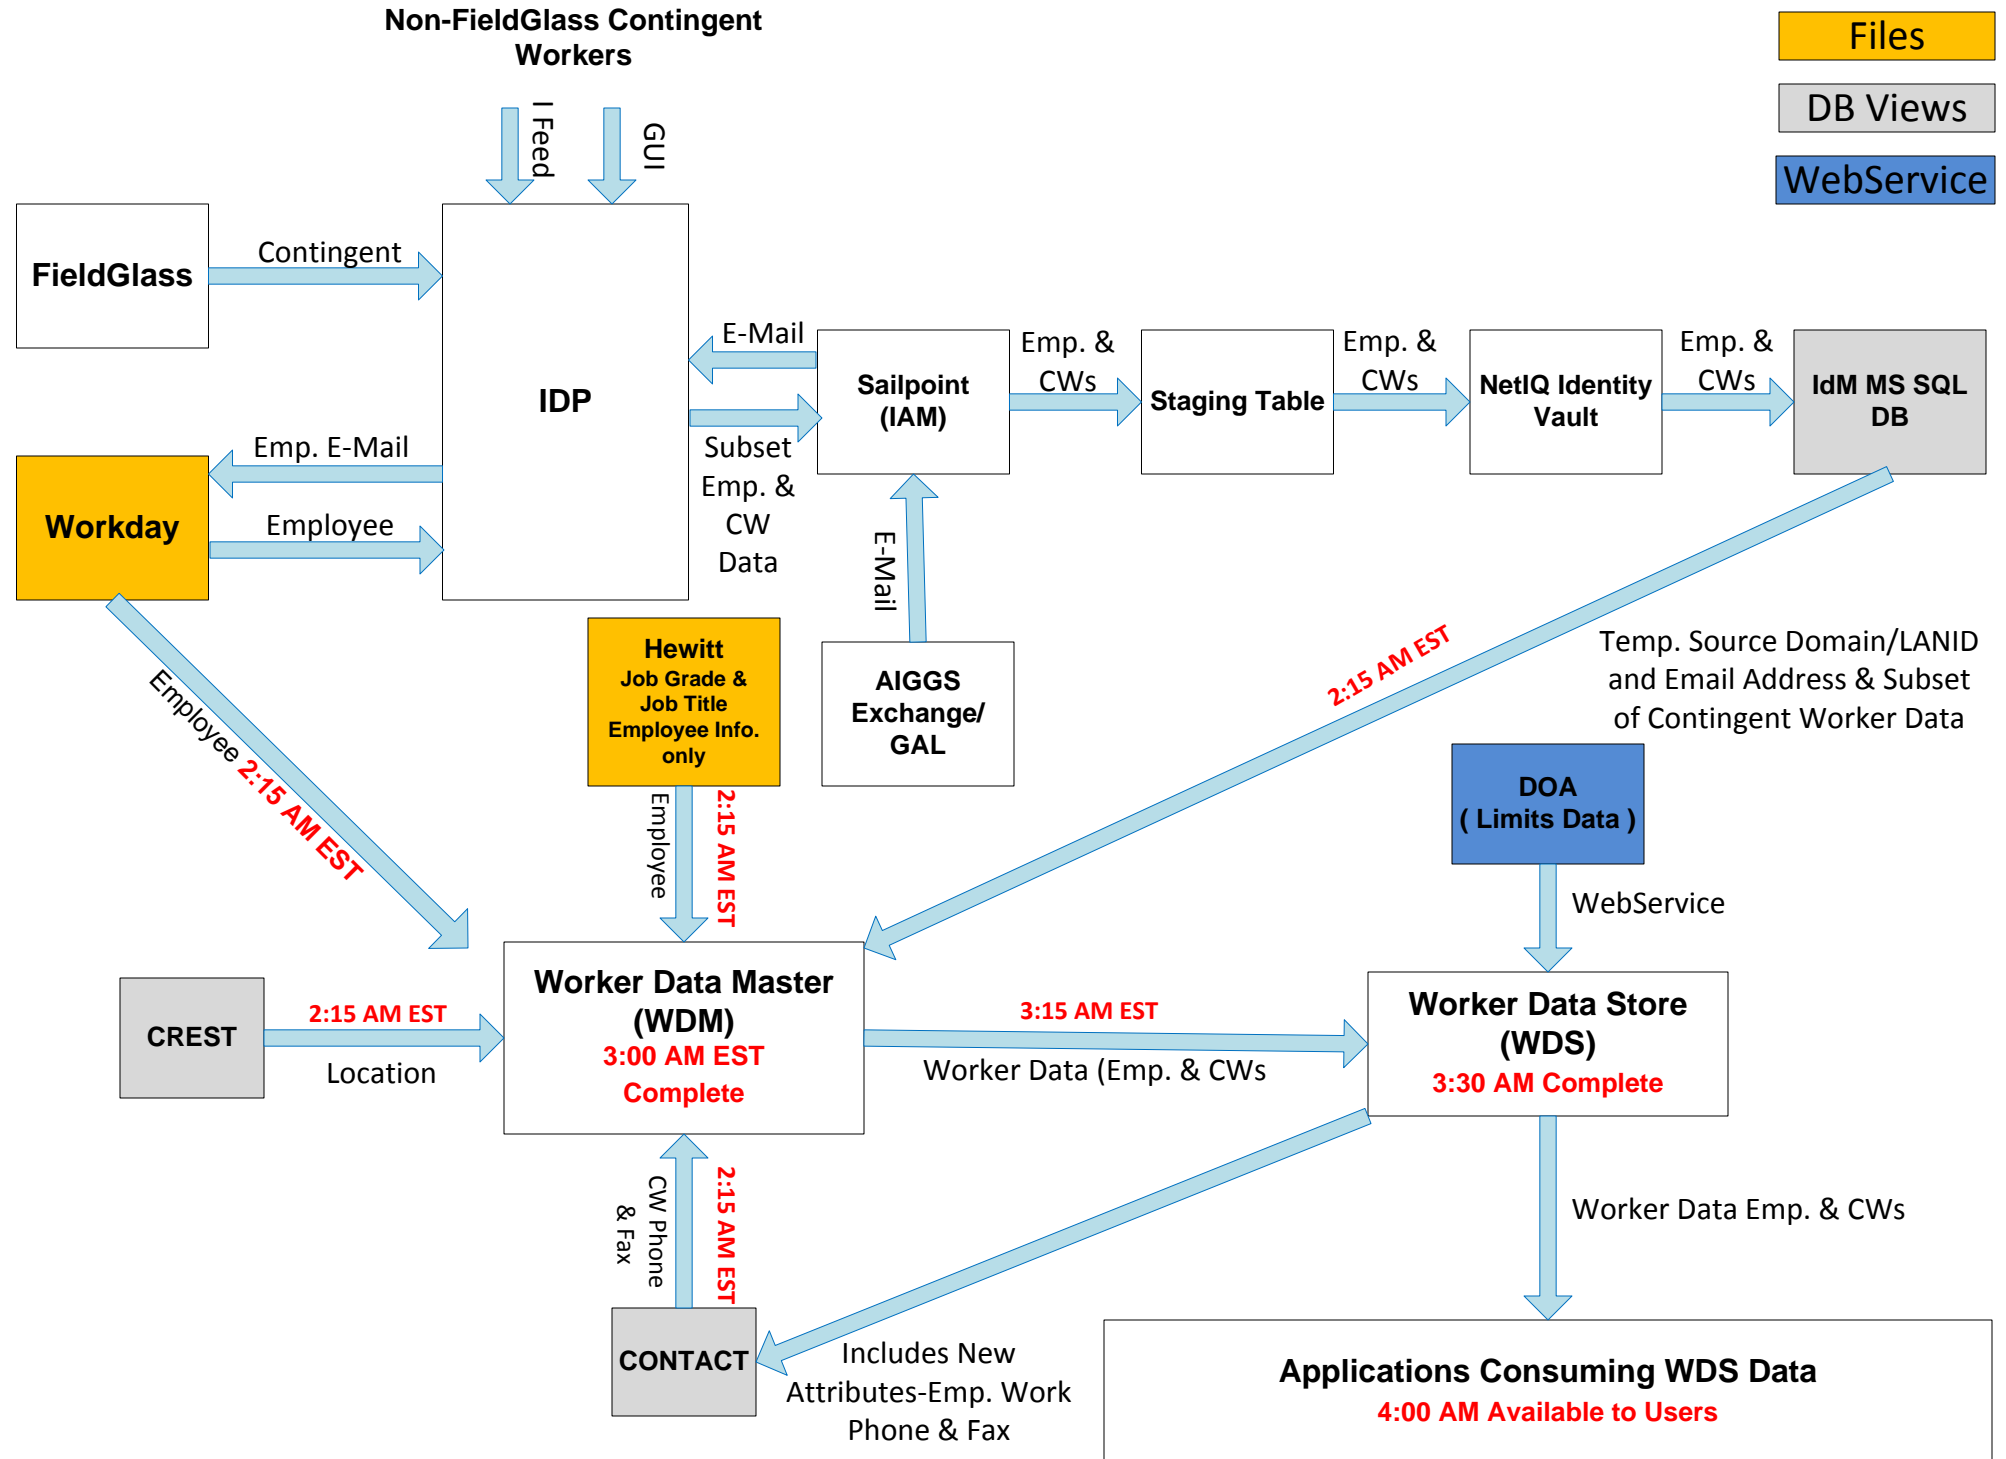 Non-FieldGlass Contingent
Workers
Files
DB Views
WebService
I Feed
GUI
FieldGlass
Contingent
IDP
E-Mail
Subset
Emp. &
CW
Data
Sailpoint
(IAM)
Emp. &
CWs
Staging Table
Emp. &
CWs
NetIQ Identity
Vault
Emp. &
CWs
IdM MS SQL
DB
Emp. E-Mail
Workday
Employee
E-Mail
AIGGS
Exchange/
GAL
Hewitt
Job Grade &
Job Title
Employee Info.
only
Employee
2:15 AM EST
Employee 2:15 AM EST
2:15 AM EST
Temp. Source Domain/LANID
and Email Address & Subset
of Contingent Worker Data
DOA
( Limits Data )
WebService
CREST
2:15 AM EST
Location
Worker Data Master
(WDM)
3:00 AM EST
Complete
3:15 AM EST
Worker Data (Emp. & CWs
Worker Data Store
(WDS)
3:30 AM Complete
CW Phone
& Fax
2:15 AM EST
CONTACT
Includes New
Attributes-Emp. Work
Phone & Fax
Worker Data Emp. & CWs
Applications Consuming WDS Data
4:00 AM Available to Users